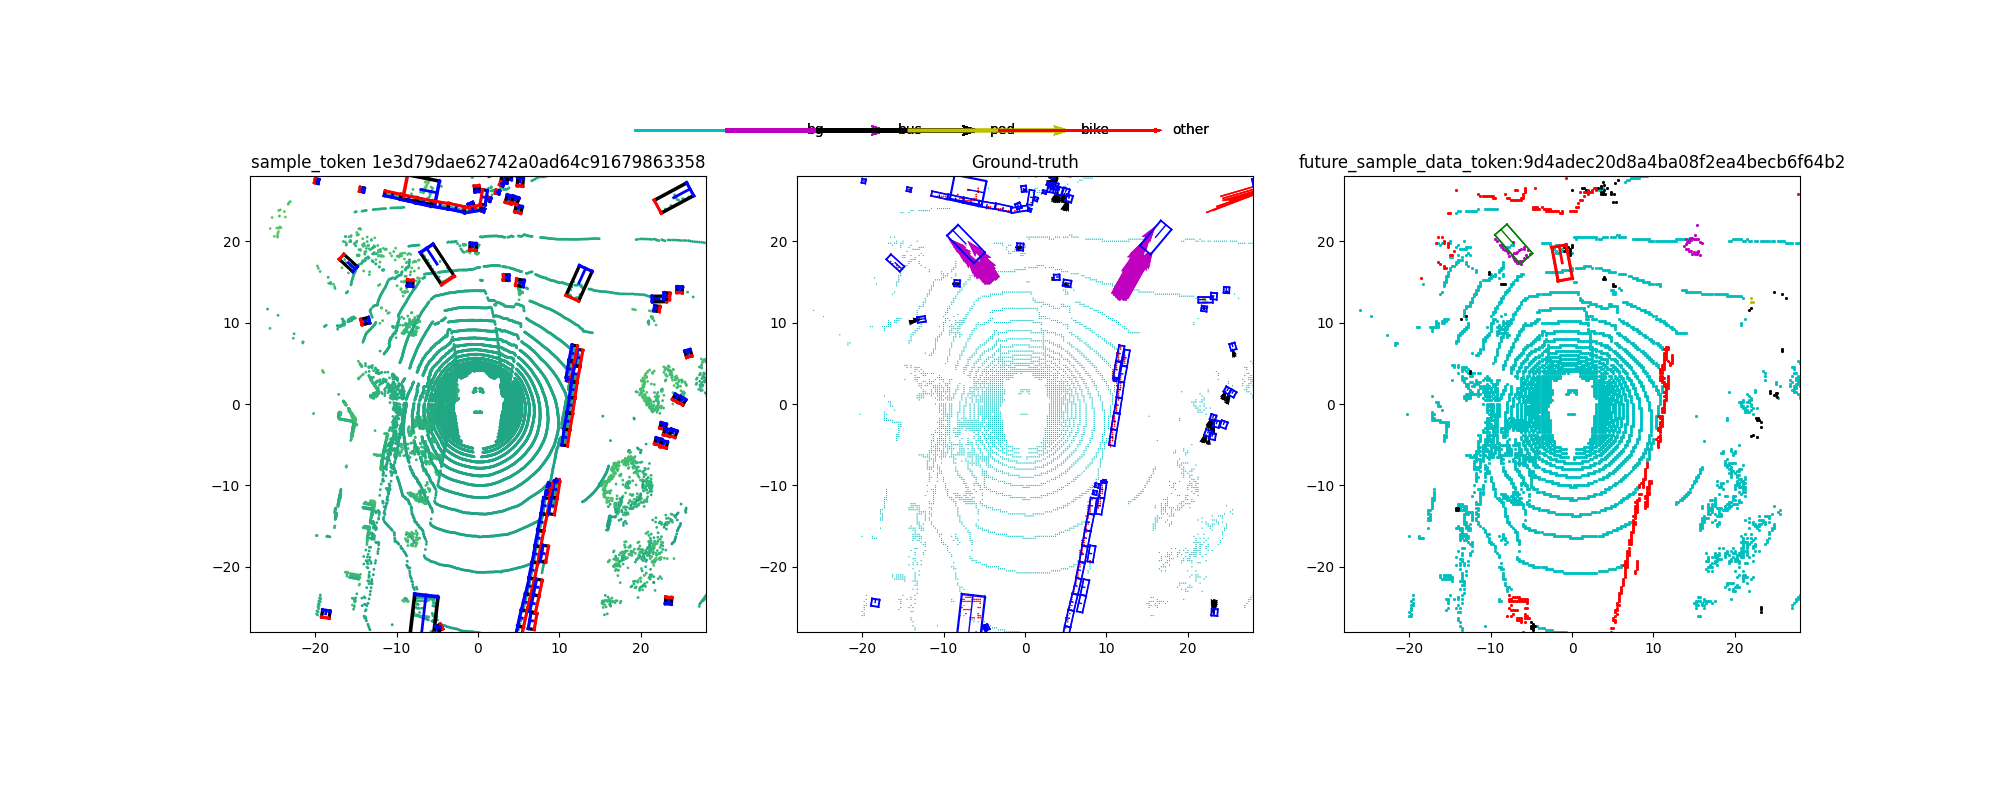 bg bus ped bike other
sample_token 1e3d79dae62742a0ad64c91679863358
Ground-truth
future_sample_data_token:9d4adec20d8a4ba08f2ea4becb6f64b2
20
10
0
−10
−20
−20 −10 0 10 20
20
10
0
−10
−20
−20 −10 0 10 20
20
10
0
−10
−20
−20 −10 0 10 20